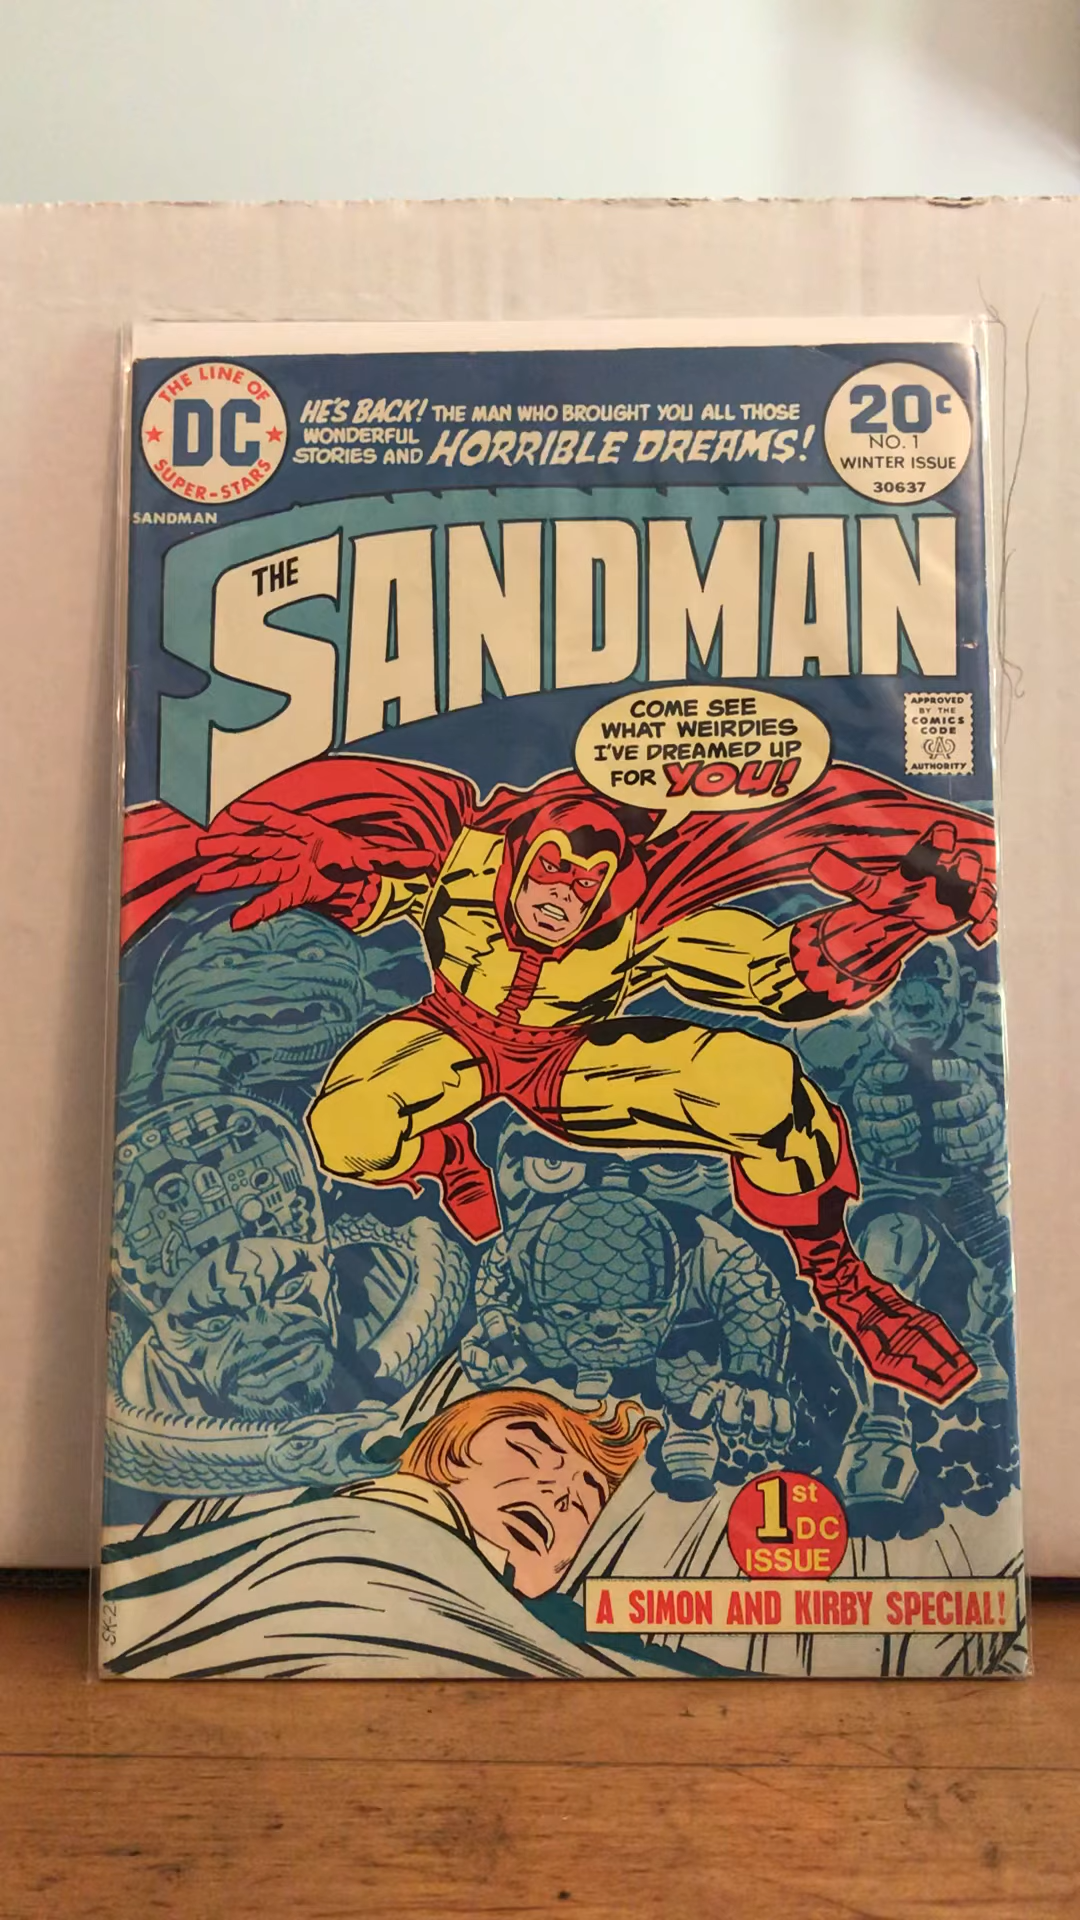 THE LINE OF
DC
SUPER-STARS
HE'S BACK! THE MAN WHO BROUGHT YOU ALL THOSE
WONDERFUL
STORIES AND HORRIBLE DREAMS!
20c
NO. 1
WINTER ISSUE
30637
SANDMAN
THE
SANDMAN
COME SEE
WHAT WEIRDIES
I'VE DREAMED UP
FOR YOU!
APPROVED
BY THE
COMICS
CODE
CA
AUTHORITY
1st
DC
ISSUE
A SIMON AND KIRBY SPECIAL!
SK-2